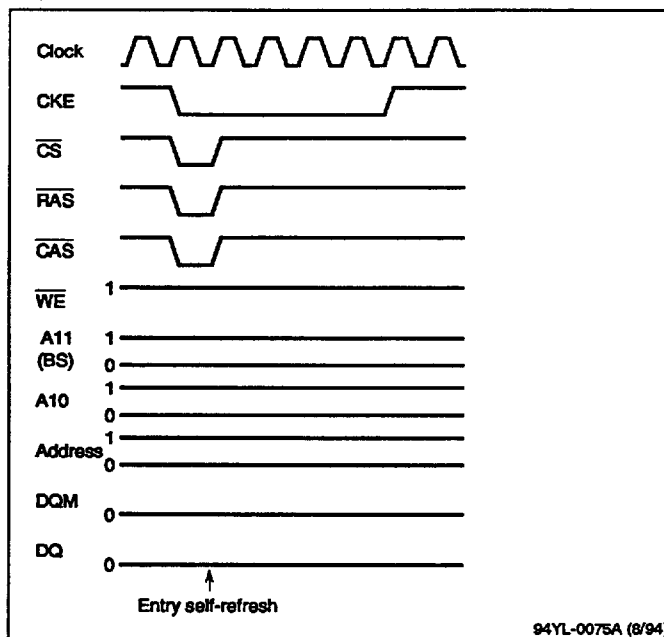 Clock
CKE
CS
RAS
CAS
WE 1
A11 1
(BS) 0
A10 1
0
Address 1
0
DQM 0
DQ 0
Entry self-refresh
94YL-0075A (8/94)